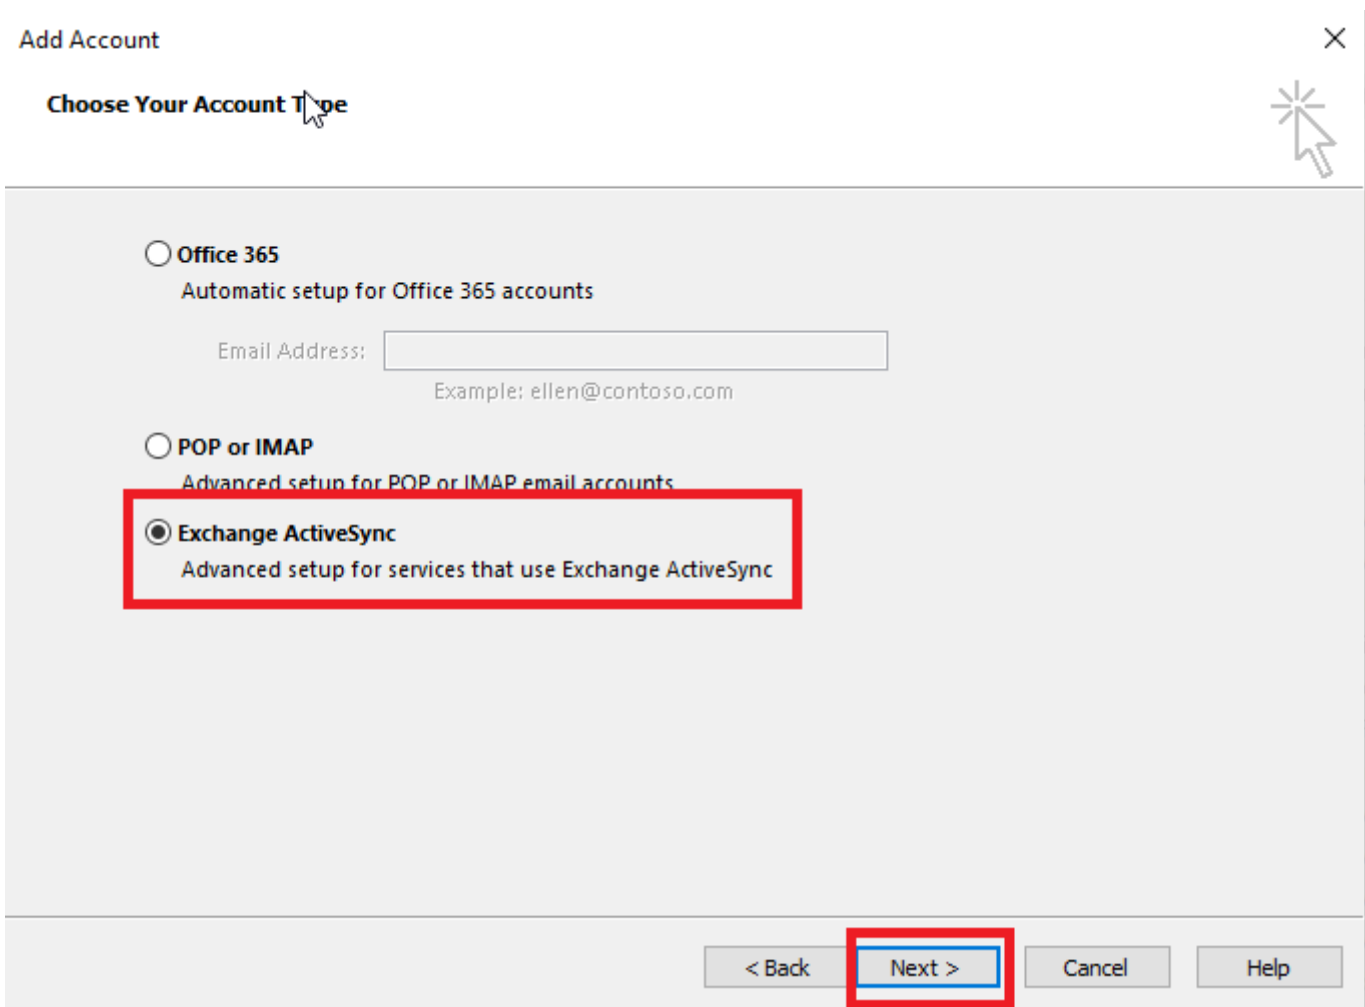 Add Account
Choose Your Account Type
Office 365
Automatic setup for Office 365 accounts
Email Address:
Example: ellen@contoso.com
POP or IMAP
Advanced setup for POP or IMAP email accounts
Exchange ActiveSync
Advanced setup for services that use Exchange ActiveSync
< Back Next > Cancel Help